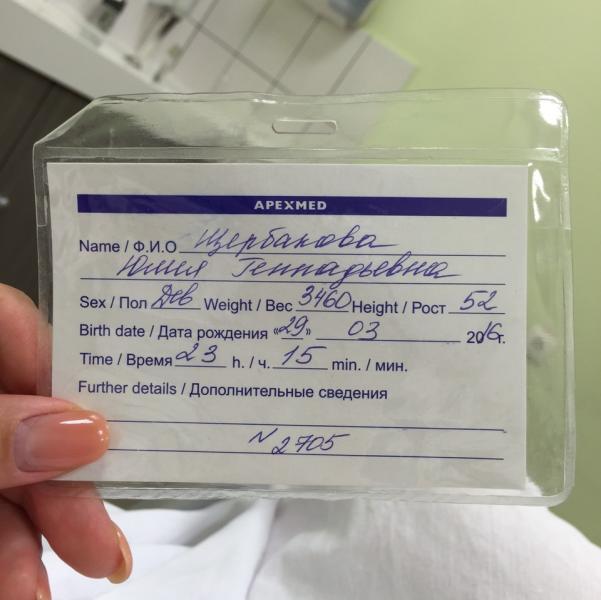 APEXMED
Name / Ф.И.О Щербакова
Юлия Геннадьевна
Sex / Пол Дев Weight / Вес 3460 Height / Рост 52
Birth date / Дата рождения «29» 03 2016г.
Time / Время 23 h. / ч. 15 min. / мин.
Further details / Дополнительные сведения
N 2705